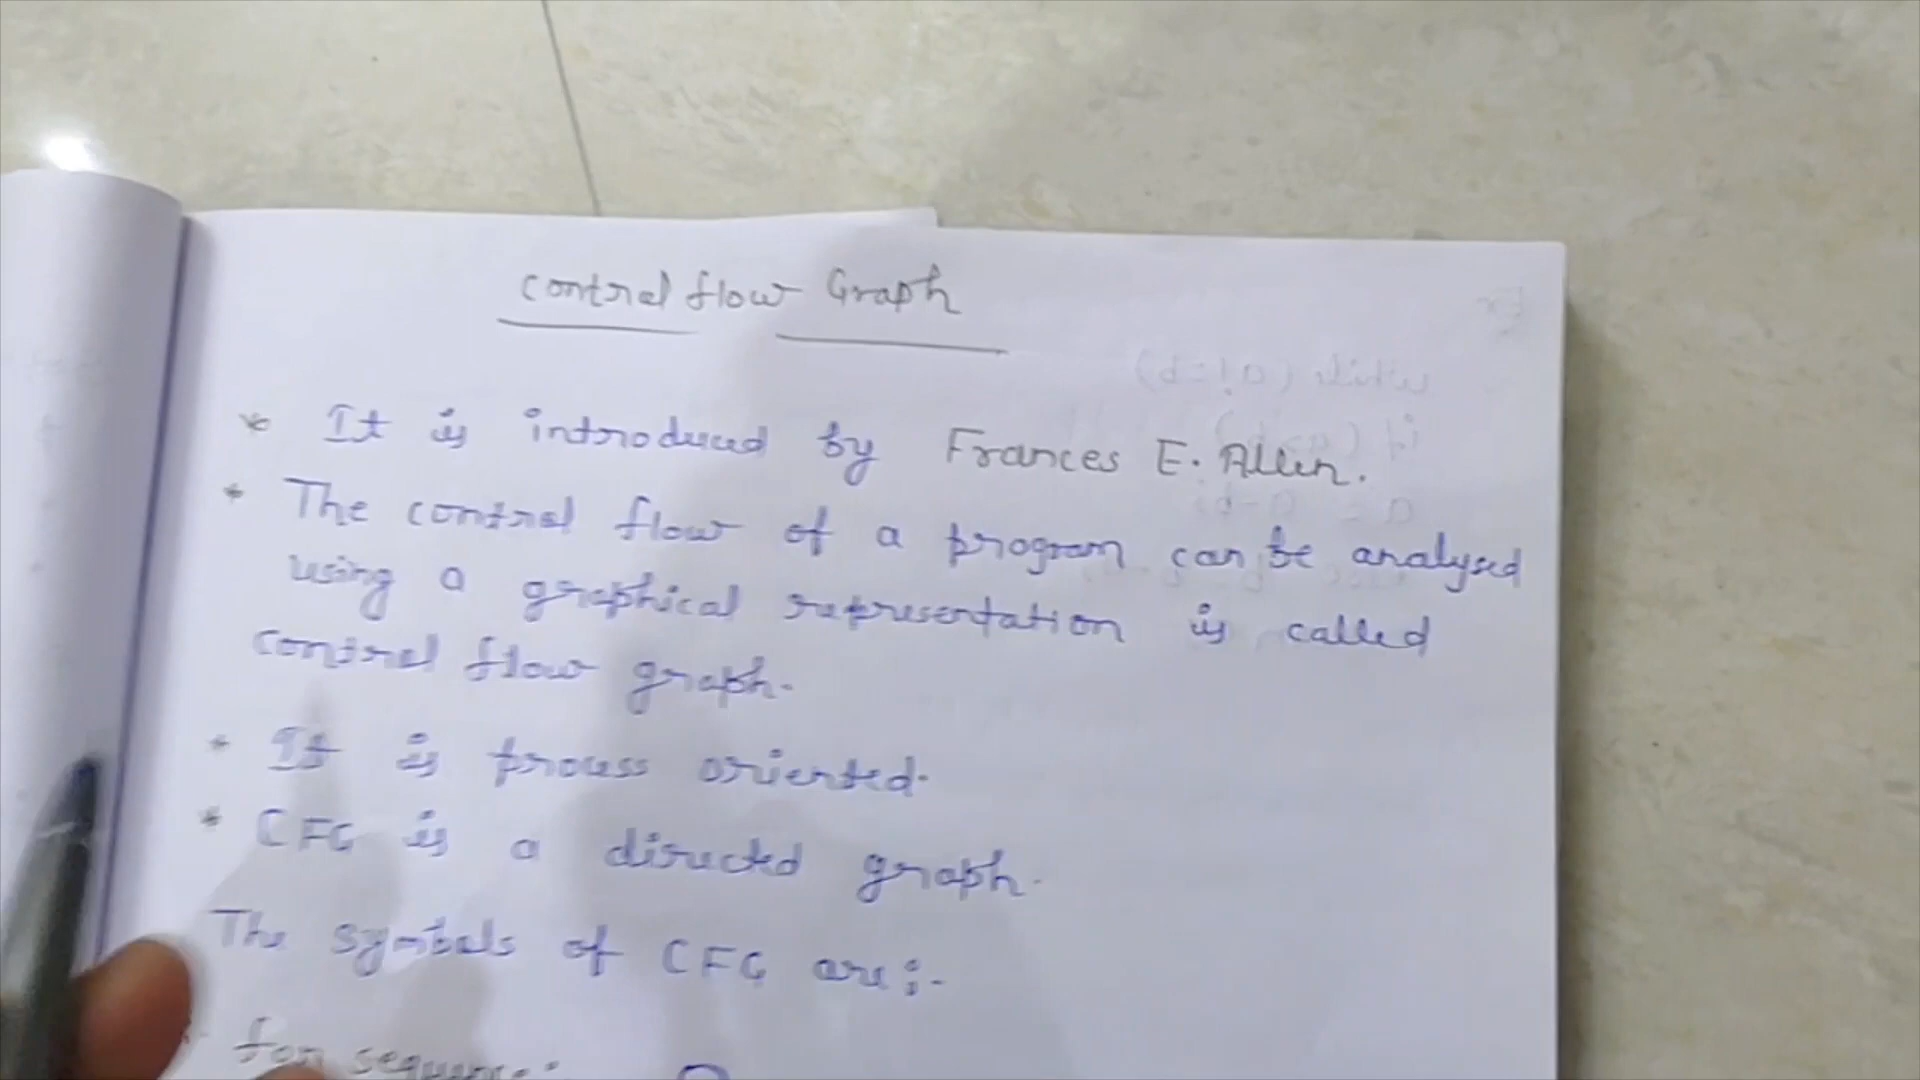 Control flow Graph
* It is introduced by Frances E. Allen.
* The control flow of a program can be analysed
using a graphical representation is called
control flow graph.
* It is process oriented.
* CFG is a directed graph.
The symbols of CFG are :-
for sequence :